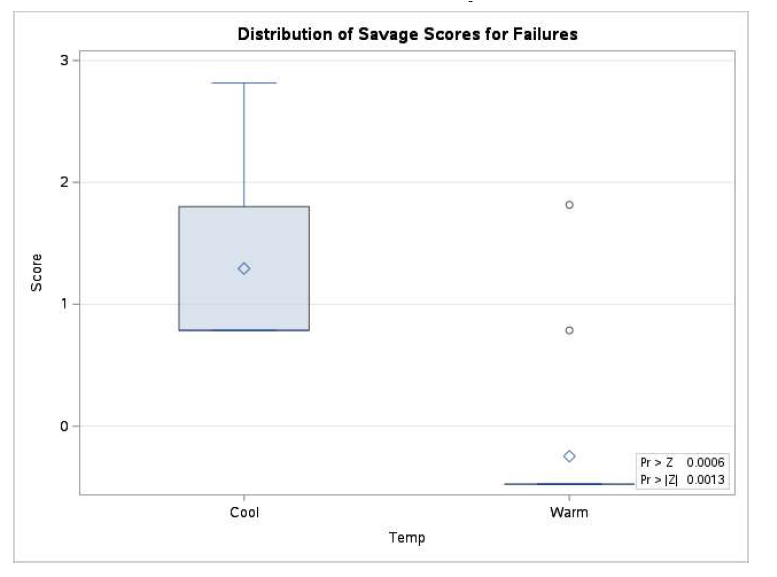 Distribution of Savage Scores for Failures
3
2
1
0
Score
Pr > Z 0.0006
Pr > |Z| 0.0013
Cool
Warm
Temp